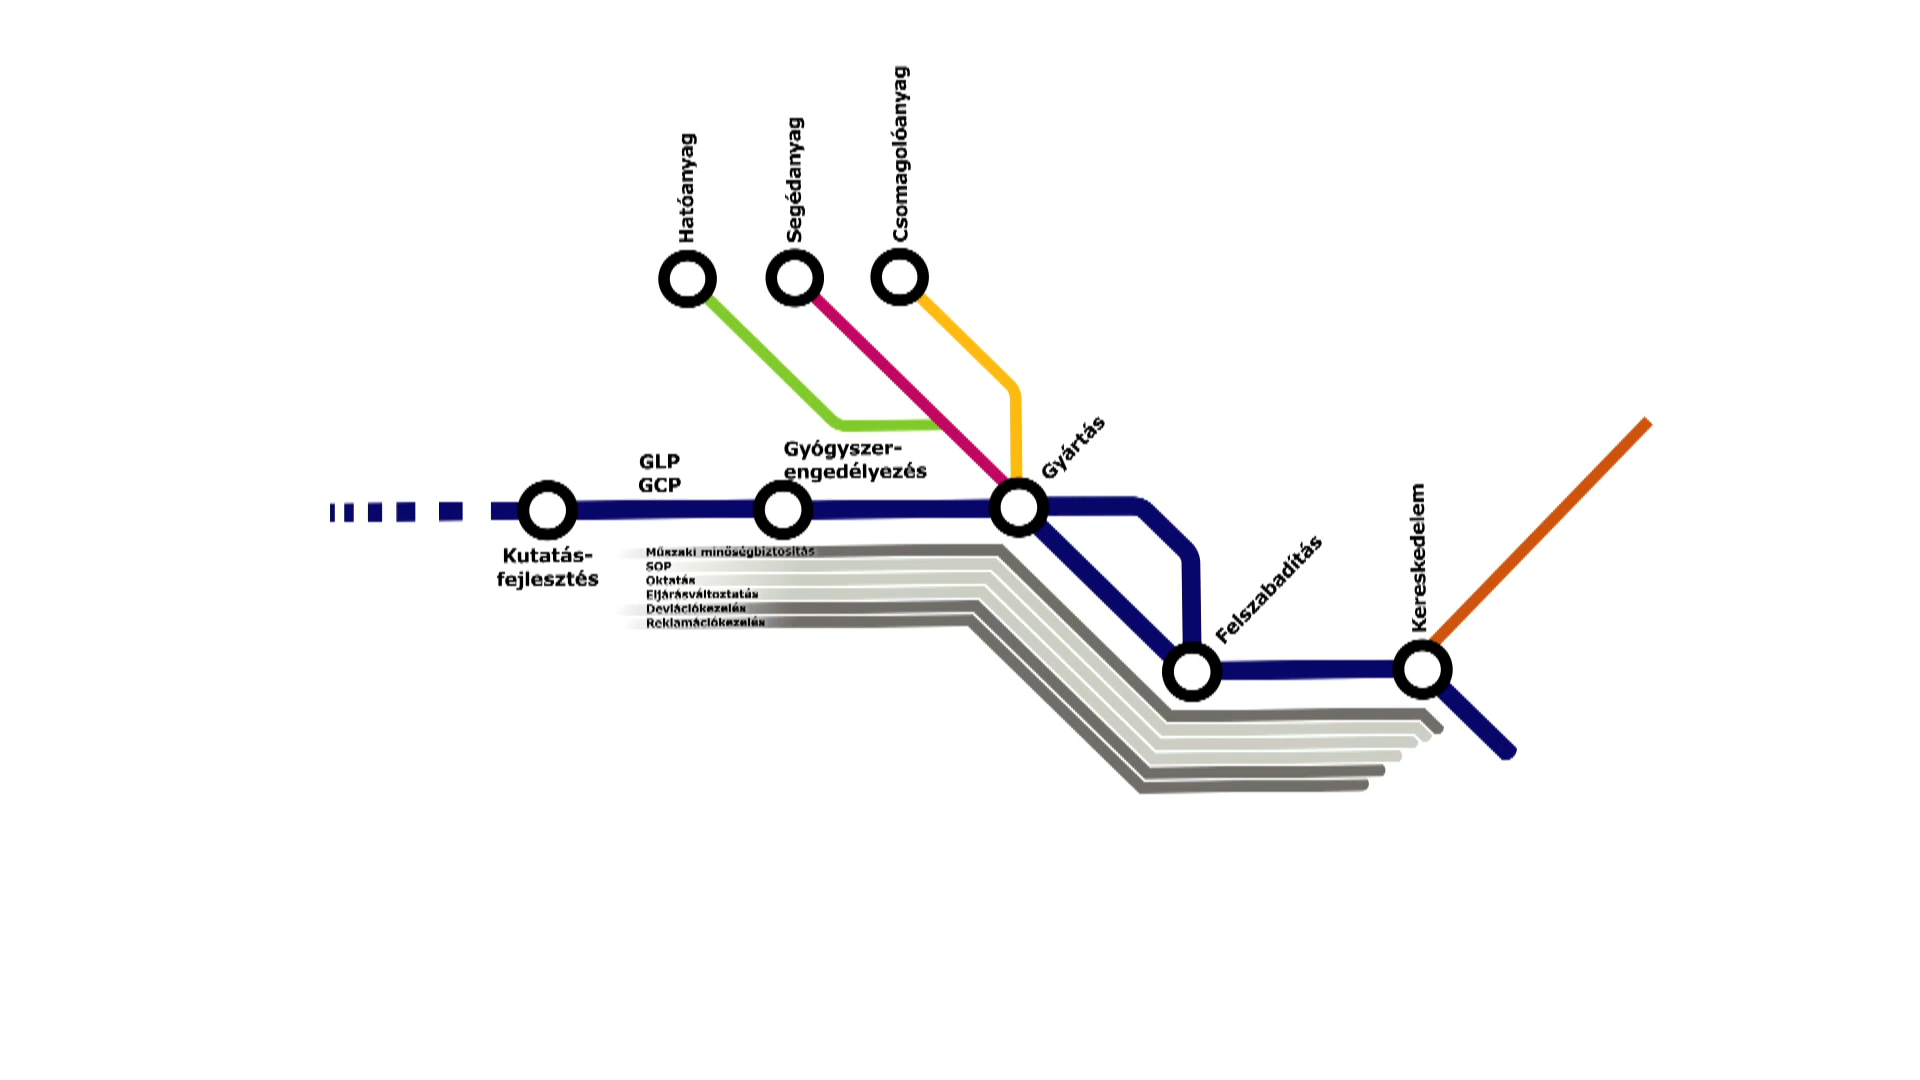 Hatóanyag
Segédanyag
Csomagolóanyag
GLP
GCP
Gyógyszer-
engedélyezés
Gyártás
Kutatás-
fejlesztés
Felszabadítás
Kereskedelem
Műszaki minőségbiztosítás
SOP
Oktatás
Eljárásváltoztatás
Deviációkezelés
Reklamációkezelés